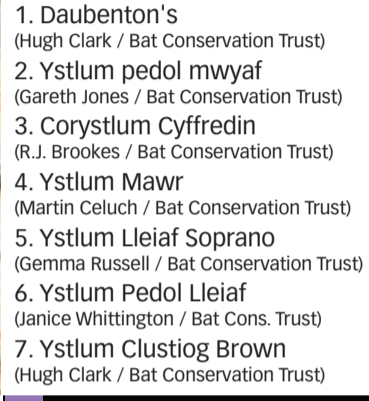 1. Daubenton's
(Hugh Clark / Bat Conservation Trust)
2. Ystlum pedol mwyaf
(Gareth Jones / Bat Conservation Trust)
3. Corystlum Cyffredin
(R.J. Brookes / Bat Conservation Trust)
4. Ystlum Mawr
(Martin Celuch / Bat Conservation Trust)
5. Ystlum Lleiaf Soprano
(Gemma Russell / Bat Conservation Trust)
6. Ystlum Pedol Lleiaf
(Janice Whittington / Bat Cons. Trust)
7. Ystlum Clustiog Brown
(Hugh Clark / Bat Conservation Trust)